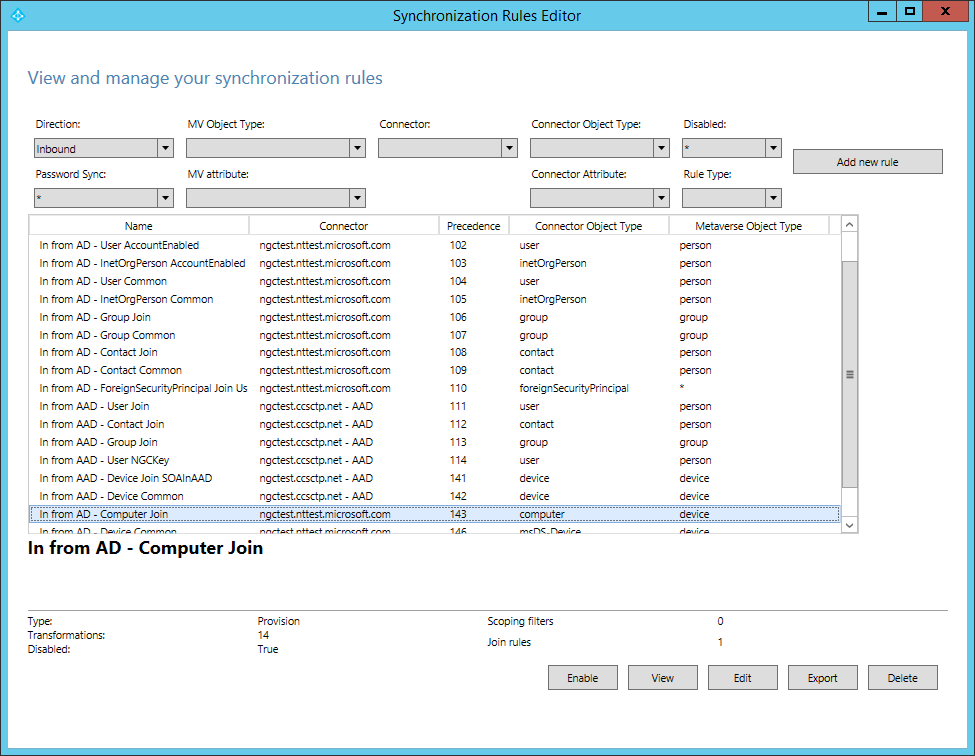 Synchronization Rules Editor
View and manage your synchronization rules
Direction: MV Object Type: Connector: Connector Object Type: Disabled:
Inbound *
Add new rule
Password Sync: MV attribute: Connector Attribute: Rule Type:
*
Name Connector Precedence Connector Object Type Metaverse Object Type
In from AD - User AccountEnabled ngctest.nttest.microsoft.com 102 user person
In from AD - InetOrgPerson AccountEnabled ngctest.nttest.microsoft.com 103 inetOrgPerson person
In from AD - User Common ngctest.nttest.microsoft.com 104 user person
In from AD - InetOrgPerson Common ngctest.nttest.microsoft.com 105 inetOrgPerson person
In from AD - Group Join ngctest.nttest.microsoft.com 106 group group
In from AD - Group Common ngctest.nttest.microsoft.com 107 group group
In from AD - Contact Join ngctest.nttest.microsoft.com 108 contact person
In from AD - Contact Common ngctest.nttest.microsoft.com 109 contact person
In from AD - ForeignSecurityPrincipal Join Us ngctest.nttest.microsoft.com 110 foreignSecurityPrincipal *
In from AAD - User Join ngctest.ccsctp.net - AAD 111 user person
In from AAD - Contact Join ngctest.ccsctp.net - AAD 112 contact person
In from AAD - Group Join ngctest.ccsctp.net - AAD 113 group group
In from AAD - User NGCKey ngctest.ccsctp.net - AAD 114 user person
In from AAD - Device Join SOAInAAD ngctest.ccsctp.net - AAD 141 device device
In from AAD - Device Common ngctest.ccsctp.net - AAD 142 device device
In from AD - Computer Join ngctest.nttest.microsoft.com 143 computer device
In from AD - Device Common ngctest.nttest.microsoft.com 146 msDS-Device device
In from AD - Computer Join
Type: Provision Scoping filters 0
Transformations: 14
Join rules 1
Disabled: True
Enable View Edit Export Delete